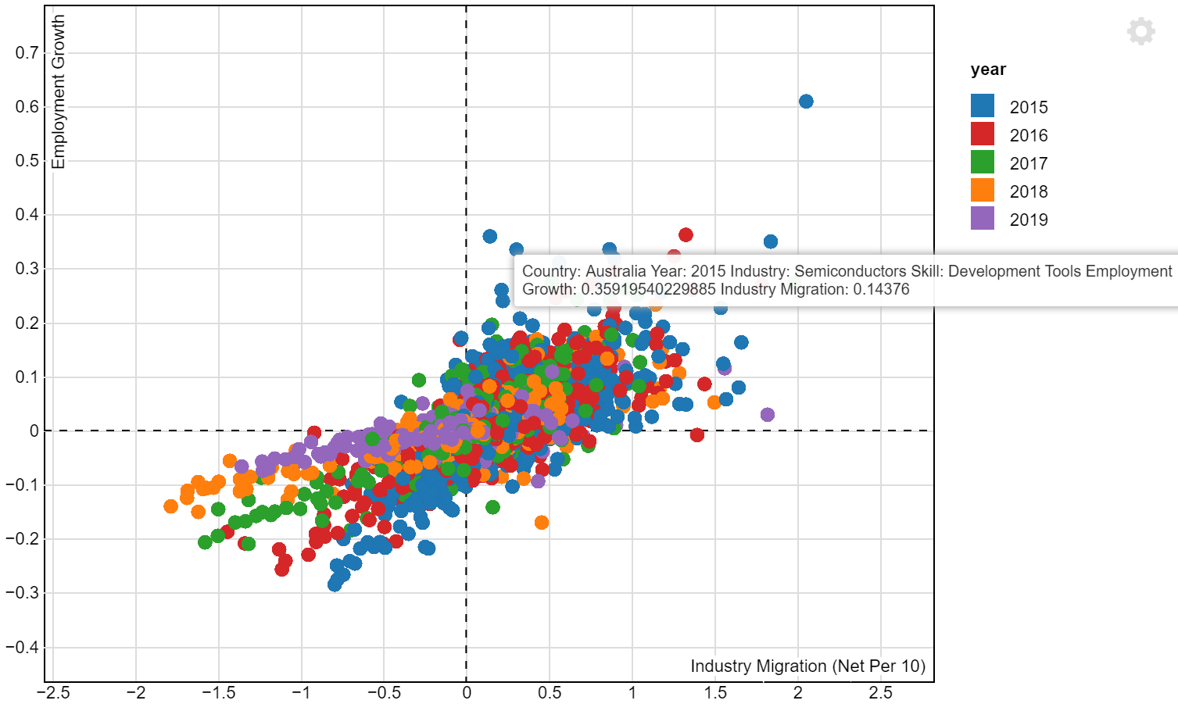 Employment Growth
0.7
0.6
0.5
0.4
0.3
0.2
0.1
0
−0.1
−0.2
−0.3
−0.4
−2.5 −2 −1.5 −1 −0.5 0 0.5 1 1.5 2 2.5
Industry Migration (Net Per 10)
Country: Australia Year: 2015 Industry: Semiconductors Skill: Development Tools Employment
Growth: 0.35919540229885 Industry Migration: 0.14376
year
2015
2016
2017
2018
2019